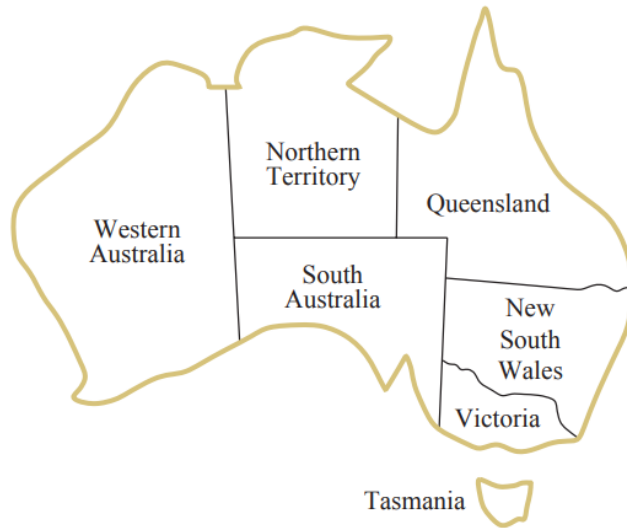 Northern
Territory
Western
Australia
Queensland
South
Australia
New
South
Wales
Victoria
Tasmania